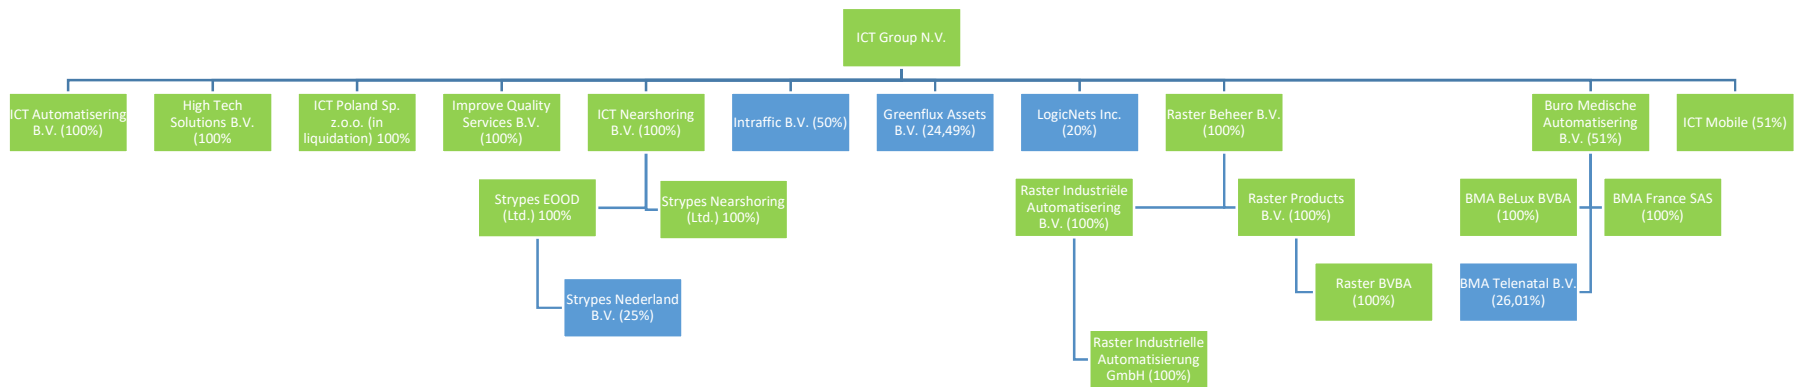 ICT Group N.V.
ICT Automatisering
B.V. (100%)
High Tech
Solutions B.V.
(100%
ICT Poland Sp.
z.o.o. (in
liquidation) 100%
Improve Quality
Services B.V.
(100%)
ICT Nearshoring
B.V. (100%)
Intraffic B.V. (50%)
Greenflux Assets
B.V. (24,49%)
LogicNets Inc.
(20%)
Raster Beheer B.V.
(100%)
Buro Medische
Automatisering
B.V. (51%)
ICT Mobile (51%)
Strypes EOOD
(Ltd.) 100%
Strypes Nearshoring
(Ltd.) 100%)
Raster Industriële
Automatisering
B.V. (100%)
Raster Products
B.V. (100%)
BMA BeLux BVBA
(100%)
BMA France SAS
(100%)
Strypes Nederland
B.V. (25%)
Raster BVBA
(100%)
BMA Telenatal B.V.
(26,01%)
Raster Industrielle
Automatisierung
GmbH (100%)